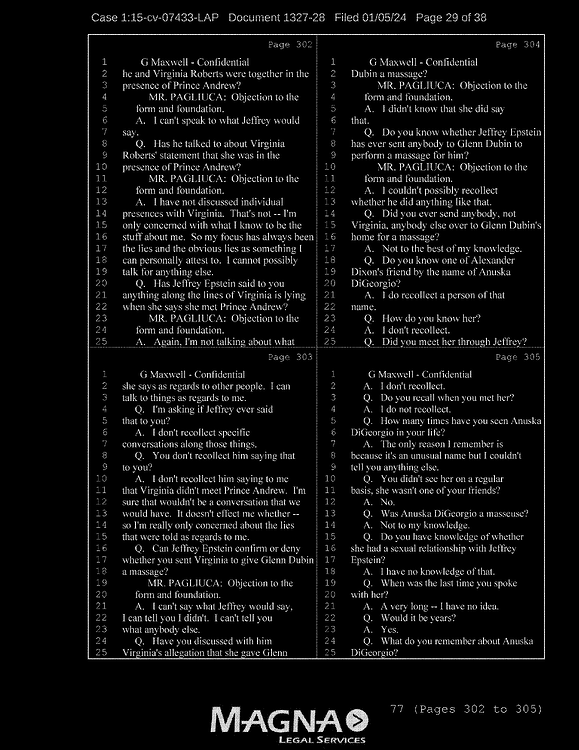 Case 1:15-cv-07433-LAP Document 1327-28 Filed 01/05/24 Page 29 of 38
Page 302
1 G Maxwell - Confidential
2 he and Virginia Roberts were together in the
3 presence of Prince Andrew?
4 MR. PAGLIUCA: Objection to the
5 form and foundation.
6 A. I can't speak to what Jeffrey would
7 say.
8 Q. Has he talked to about Virginia
9 Roberts' statement that she was in the
10 presence of Prince Andrew?
11 MR. PAGLIUCA: Objection to the
12 form and foundation.
13 A. I have not discussed individual
14 presences with Virginia. That's not -- I'm
15 only concerned with what I know to be the
16 stuff about me. So my focus has always been
17 the lies and the obvious lies as something I
18 can personally attest to. I cannot possibly
19 talk for anything else.
20 Q. Has Jeffrey Epstein said to you
21 anything along the lines of Virginia is lying
22 when she says she met Prince Andrew?
23 MR. PAGLIUCA: Objection to the
24 form and foundation.
25 A. Again, I'm not talking about what
Page 303
1 G Maxwell - Confidential
2 she says as regards to other people. I can
3 talk to things as regards to me.
4 Q. I'm asking if Jeffrey ever said
5 that to you?
6 A. I don't recollect specific
7 conversations along those things.
8 Q. You don't recollect him saying that
9 to you?
10 A. I don't recollect him saying to me
11 that Virginia didn't meet Prince Andrew. I'm
12 sure that wouldn't be a conversation that we
13 would have. It doesn't effect me whether --
14 so I'm really only concerned about the lies
15 that were told as regards to me.
16 Q. Can Jeffrey Epstein confirm or deny
17 whether you sent Virginia to give Glenn Dubin
18 a massage?
19 MR. PAGLIUCA: Objection to the
20 form and foundation.
21 A. I can't say what Jeffrey would say,
22 I can tell you I didn't. I can't tell you
23 what anybody else.
24 Q. Have you discussed with him
25 Virginia's allegation that she gave Glenn
Page 304
1 G Maxwell - Confidential
2 Dubin a massage?
3 MR. PAGLIUCA: Objection to the
4 form and foundation.
5 A. I didn't know that she did say
6 that.
7 Q. Do you know whether Jeffrey Epstein
8 has ever sent anybody to Glenn Dubin to
9 perform a massage for him?
10 MR. PAGLIUCA: Objection to the
11 form and foundation.
12 A. I couldn't possibly recollect
13 whether he did anything like that.
14 Q. Did you ever send anybody, not
15 Virginia, anybody else over to Glenn Dubin's
16 home for a massage?
17 A. Not to the best of my knowledge.
18 Q. Do you know one of Alexander
19 Dixon's friend by the name of Anuska
20 DiGeorgio?
21 A. I do recollect a person of that
22 name.
23 Q. How do you know her?
24 A. I don't recollect.
25 Q. Did you meet her through Jeffrey?
Page 305
1 G Maxwell - Confidential
2 A. I don't recollect.
3 Q. Do you recall when you met her?
4 A. I do not recollect.
5 Q. How many times have you seen Anuska
6 DiGeorgio in your life?
7 A. The only reason I remember is
8 because it's an unusual name but I couldn't
9 tell you anything else.
10 Q. You didn't see her on a regular
11 basis, she wasn't one of your friends?
12 A. No.
13 Q. Was Anuska DiGeorgio a masseuse?
14 A. Not to my knowledge.
15 Q. Do you have knowledge of whether
16 she had a sexual relationship with Jeffrey
17 Epstein?
18 A. I have no knowledge of that.
19 Q. When was the last time you spoke
20 with her?
21 A. A very long -- I have no idea.
22 Q. Would it be years?
23 A. Yes.
24 Q. What do you remember about Anuska
25 DiGeorgio?
77 (Pages 302 to 305)
MAGNA
LEGAL SERVICES